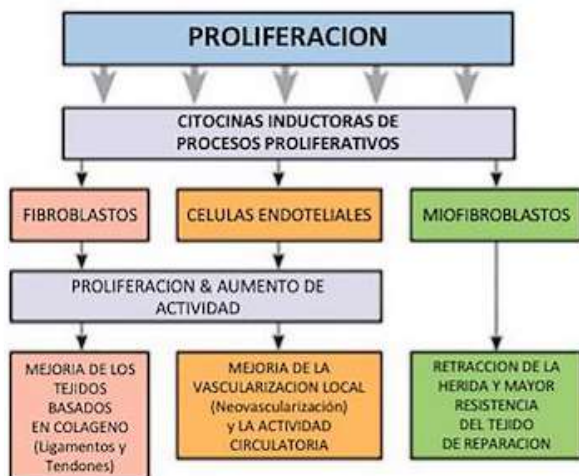 PROLIFERACION
CITOCINAS INDUCTORAS DE
PROCESOS PROLIFERATIVOS
FIBROBLASTOS
CELULAS ENDOTELIALES
MIOFIBROBLASTOS
PROLIFERACION & AUMENTO DE
ACTIVIDAD
MEJORIA DE LOS
TEJIDOS
BASADOS
EN COLAGENO
(Ligamentos y
Tendones)
MEJORIA DE LA
VASCULARIZACION LOCAL
(Neovascularización)
y LA ACTIVIDAD
CIRCULATORIA
RETRACCION DE LA
HERIDA Y MAYOR
RESISTENCIA
DEL TEJIDO
DE REPARACION